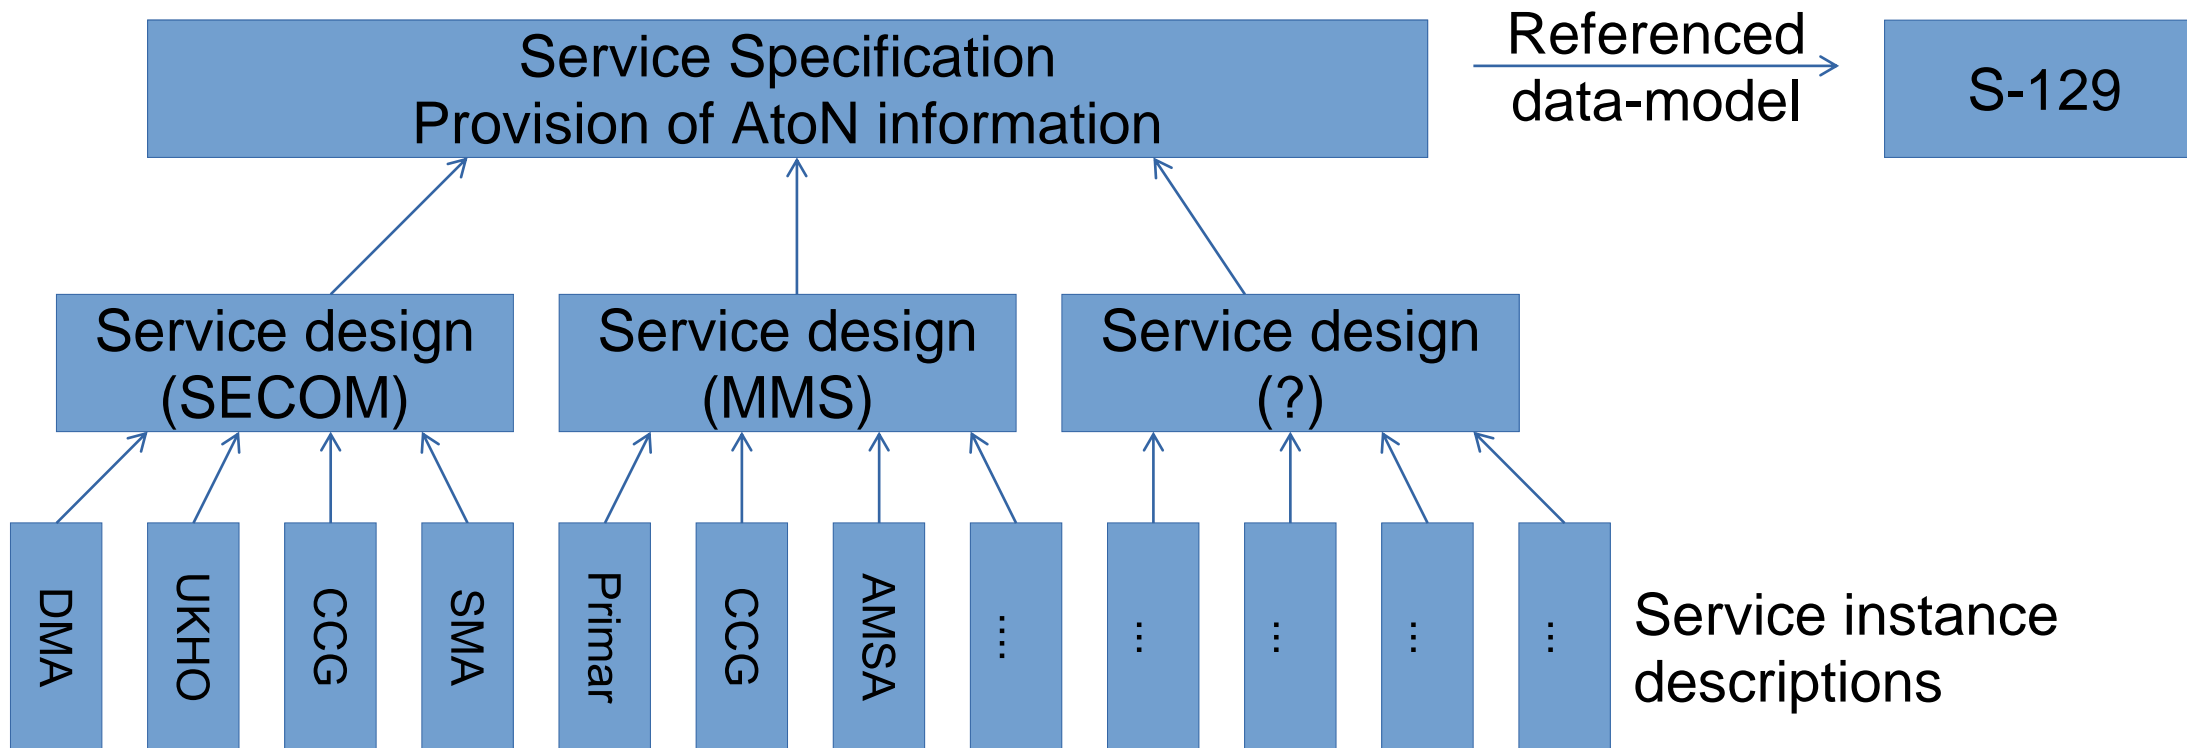 Service Specification
Provision of AtoN information
Referenced
data-model
S-129
Service design
(SECOM)
Service design
(MMS)
Service design
(?)
DMA
UKHO
CCG
SMA
Primar
CCG
AMSA
....
...
...
...
...
Service instance
descriptions